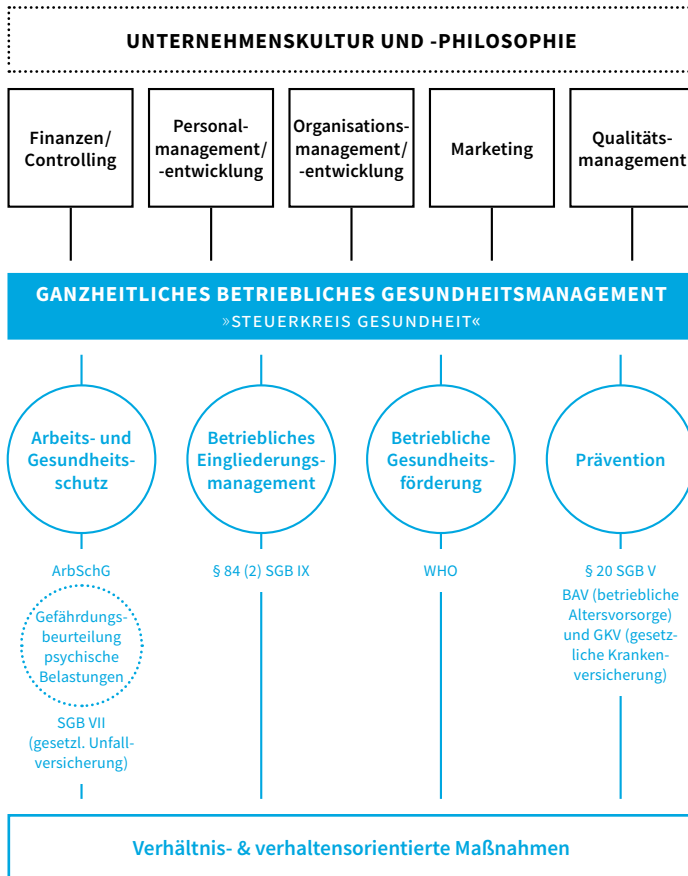 UNTERNEHMENSKULTUR UND -PHILOSOPHIE
Finanzen/
Controlling
Personal-
management/
-entwicklung
Organisations-
management/
-entwicklung
Marketing
Qualitäts-
management
GANZHEITLICHES BETRIEBLICHES GESUNDHEITSMANAGEMENT
»STEUERKREIS GESUNDHEIT«
Arbeits- und
Gesundheits-
schutz
Betriebliches
Eingliederungs-
management
Betriebliche
Gesundheits-
förderung
Prävention
ArbSchG
Gefährdungs-
beurteilung
psychische
Belastungen
SGB VII
(gesetzl. Unfall-
versicherung)
§ 84 (2) SGB IX
WHO
§ 20 SGB V
BAV (betriebliche
Altersvorsorge)
und GKV (gesetz-
liche Kranken-
versicherung)
Verhältnis- & verhaltensorientierte Maßnahmen